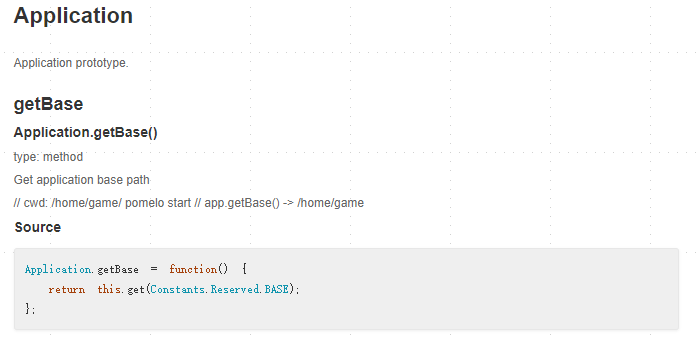 Application
Application prototype.
getBase
Application.getBase()
type: method
Get application base path
// cwd: /home/game/ pomelo start // app.getBase() -> /home/game
Source
Application.getBase = function() {
return this.get(Constants.Reserved.BASE);
};